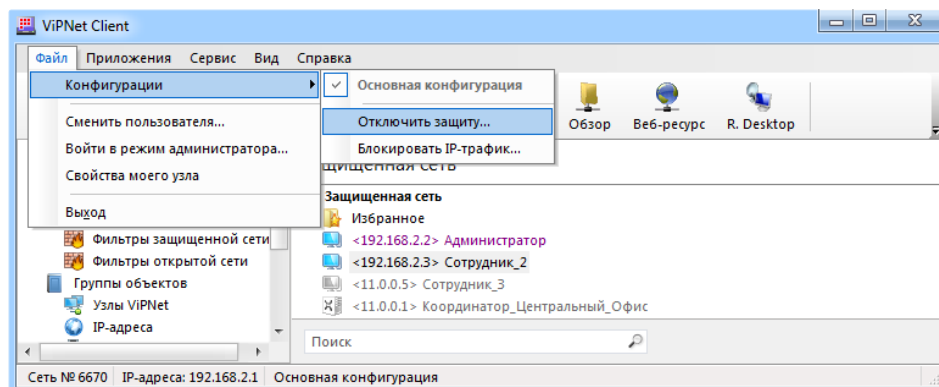 ViPNet Client
Файл Приложения Сервис Вид Справка
Конфигурации
Сменить пользователя...
Войти в режим администратора...
Свойства моего узла
Выход
Основная конфигурация
Отключить защиту...
Блокировать IP-трафик...
Обзор Веб-ресурс R. Desktop
Защищенная сеть
Защищенная сеть
Избранное
<192.168.2.2> Администратор
<192.168.2.3> Сотрудник_2
<11.0.0.5> Сотрудник_3
<11.0.0.1> Координатор_Центральный_Офис
Фильтры защищенной сети
Фильтры открытой сети
Группы объектов
Узлы ViPNet
IP-адреса
Поиск
Сеть № 6670 IP-адреса: 192.168.2.1 Основная конфигурация